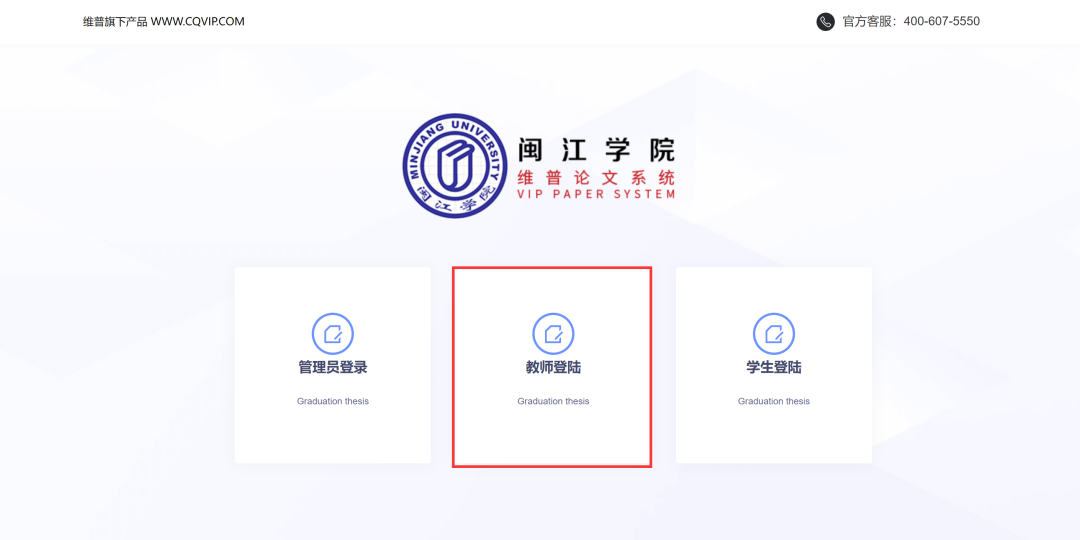 维普旗下产品 WWW.CQVIP.COM
官方客服：400-607-5550
MINJIANG UNIVERSITY
闽江学院
闽江学院
维普论文系统
VIP PAPER SYSTEM
管理员登录
Graduation thesis
教师登陆
Graduation thesis
学生登陆
Graduation thesis